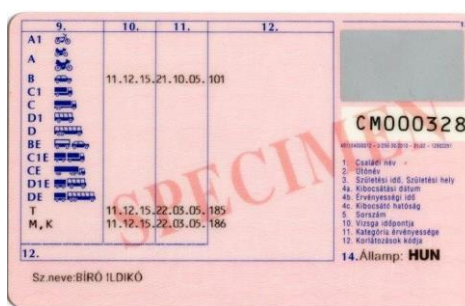 9. 10. 11. 12.
A1
A
B 11.12.15. 21.10.05. 101
C1
C
D1
D
BE
C1E
CE
D1E
DE
T 11.12.15. 22.03.05. 185
M,K 11.12.15. 22.03.05. 186
12.
Sz.neve:BÍRÓ ILDIKÓ
SPECIMEN
CM000328
1. Családi név
2. Utónév
3. Születési idő, Születési hely
4a. Kibocsátási dátum
4b. Érvényességi idő
4c. Kibocsátó hatóság
5. Sorszám
10. Vizsga időpontja
11. Kategória érvényessége
12. Korlátozások kódja
14. Államp: HUN